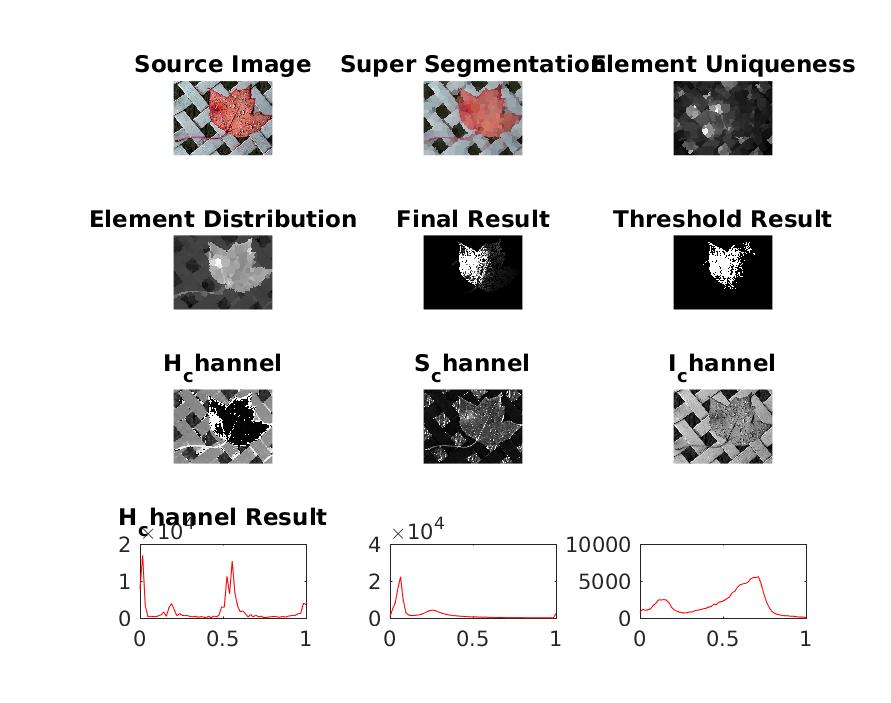 Source Image
Super Segmentation
Element Uniqueness
Element Distribution
Final Result
Threshold Result
H_channel
S_channel
I_channel
H_channel Result
×10^4
2
1
0
0 0.5 1
×10^4
4
2
0
0 0.5 1
10000
5000
0
0 0.5 1